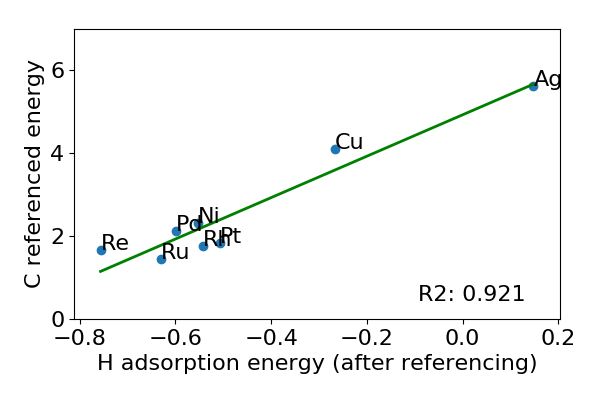 C referenced energy
6
4
2
0
Ag
Cu
Ni
Pd
Rh
Pt
Re
Ru
R2: 0.921
−0.8 −0.6 −0.4 −0.2 0.0 0.2
H adsorption energy (after referencing)